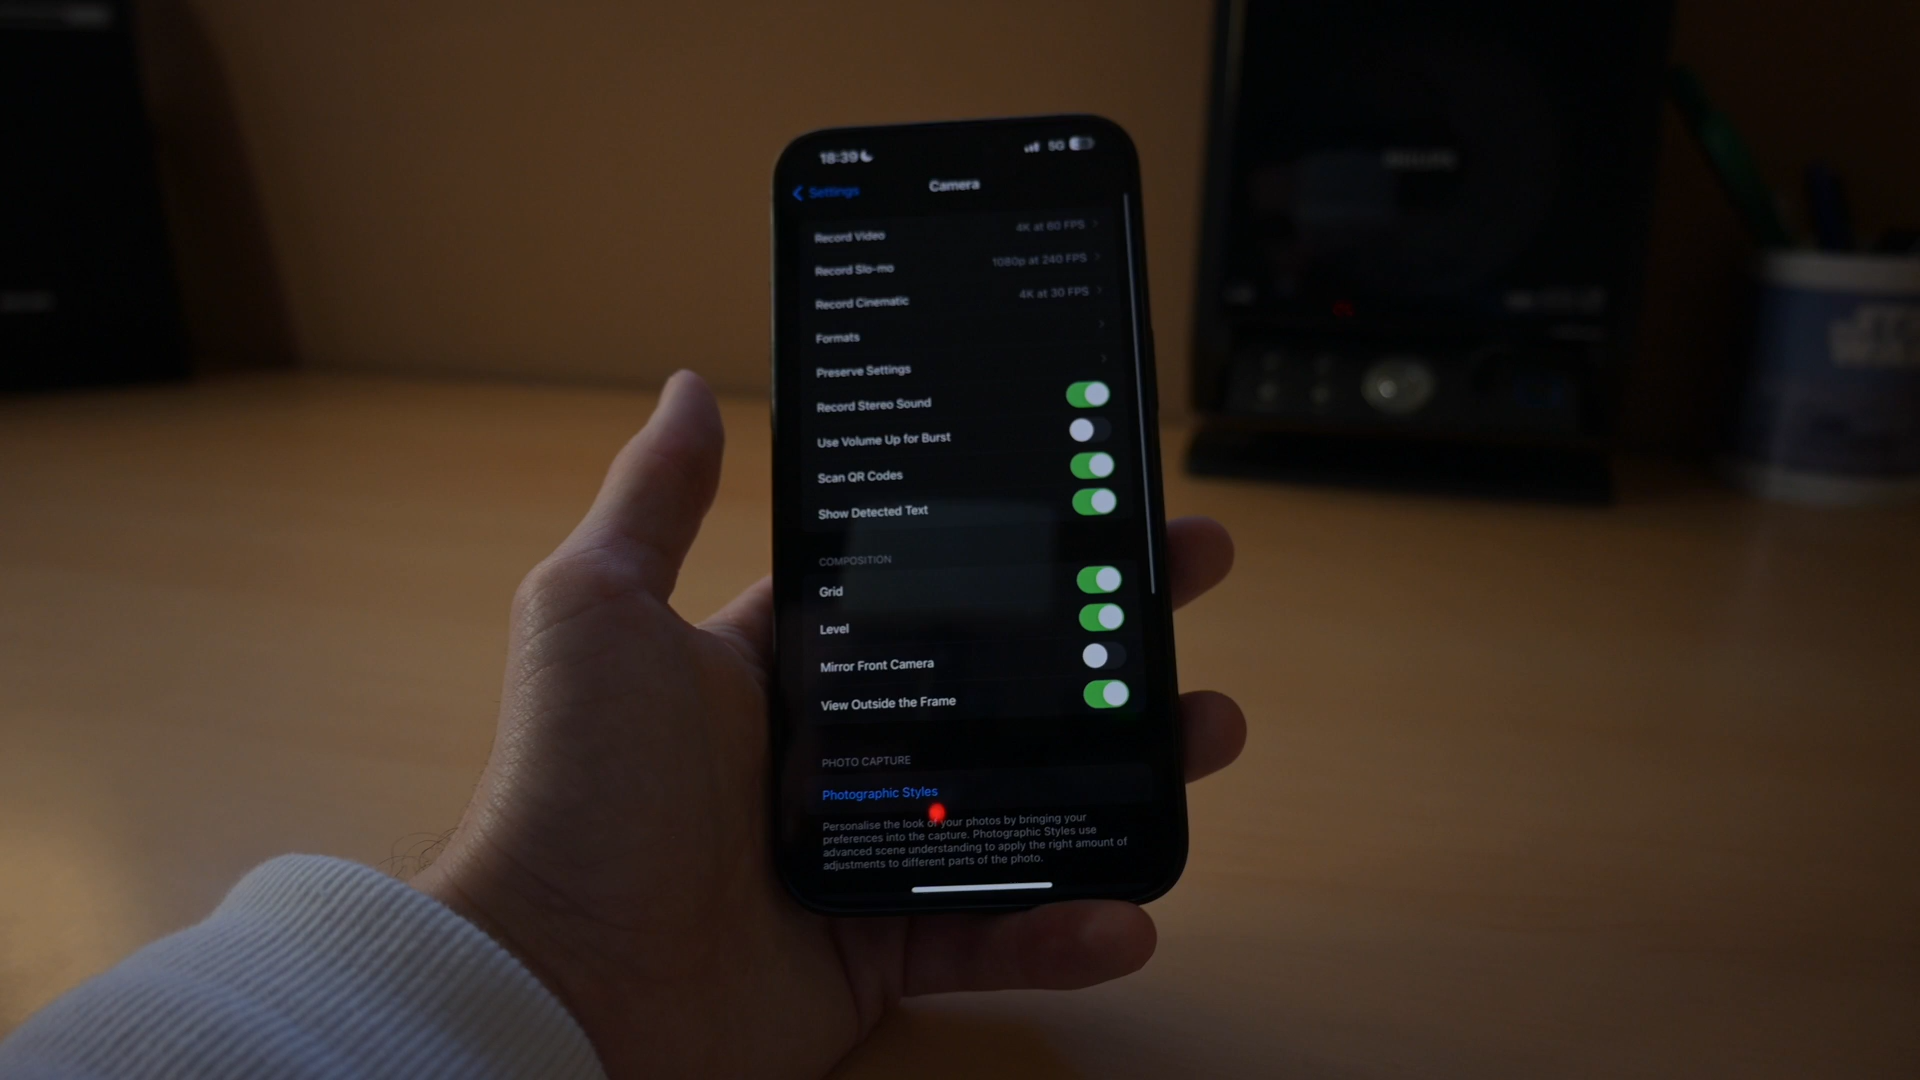 18:39
5G
Settings
Camera
Record Video
4K at 60 FPS
Record Slo-mo
1080p at 240 FPS
Record Cinematic
4K at 30 FPS
Formats
Preserve Settings
Record Stereo Sound
Use Volume Up for Burst
Scan QR Codes
Show Detected Text
COMPOSITION
Grid
Level
Mirror Front Camera
View Outside the Frame
PHOTO CAPTURE
Photographic Styles
Personalise the look of your photos by bringing your
preferences into the capture. Photographic Styles use
advanced scene understanding to apply the right amount of
adjustments to different parts of the photo.
PHILIPS